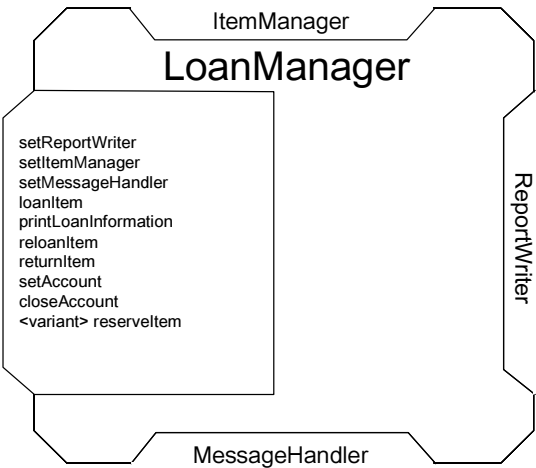 ItemManager
LoanManager
setReportWriter
setItemManager
setMessageHandler
loanItem
printLoanInformation
reloanItem
returnItem
setAccount
closeAccount
<variant> reserveItem
ReportWriter
MessageHandler